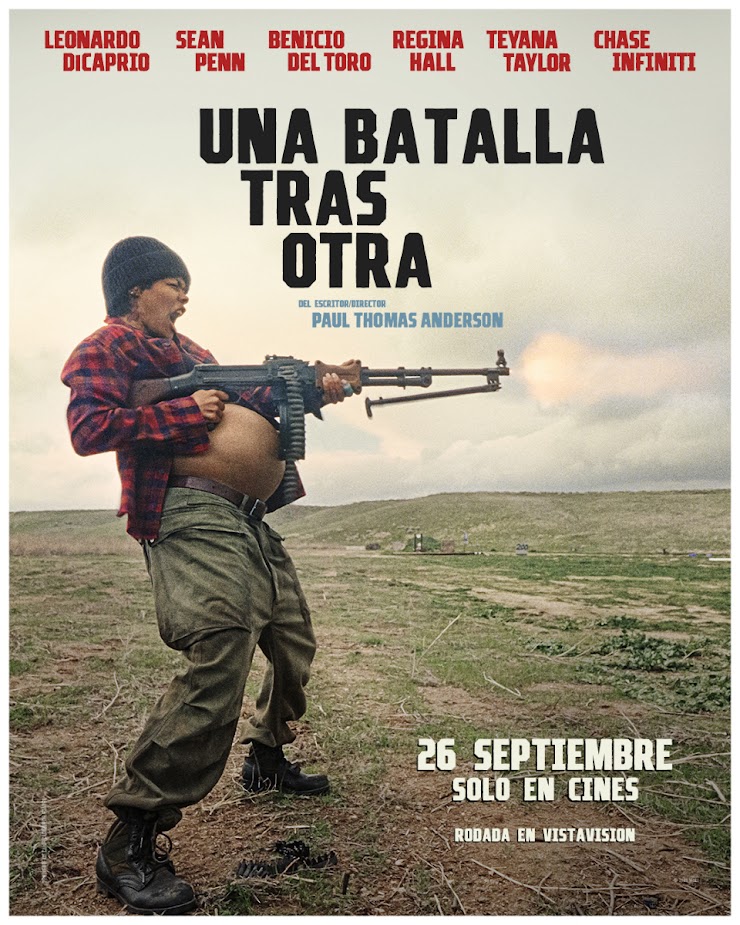 LEONARDO DiCAPRIO
SEAN PENN
BENICIO DEL TORO
REGINA HALL
TEYANA TAYLOR
CHASE INFINITI
UNA BATALLA
TRAS
OTRA
DEL ESCRITOR/DIRECTOR
PAUL THOMAS ANDERSON
200
26 SEPTIEMBRE
SOLO EN CINES
RODADA EN VISTAVISION